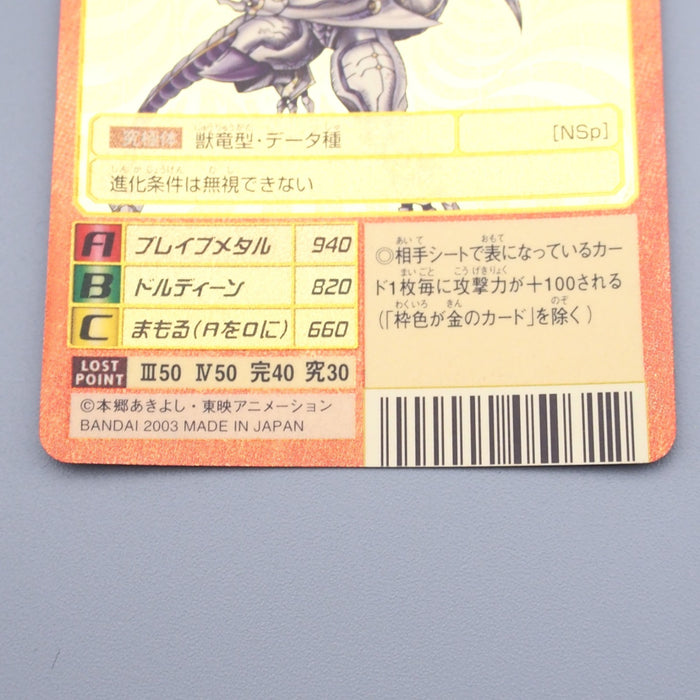 究極体 獣竜型・データ種 [NSp]
進化条件は無視できない
A ブレイブメタル 940
B ドルディーン 820
C まもる(Aを0に) 660
LOST POINT Ⅲ50 Ⅳ50 完40 究30
◎相手シートで表になっているカー
ド1枚毎に攻撃力が+100される
(「枠色が金のカード」を除く)
©本郷あきよし・東映アニメーション
BANDAI 2003 MADE IN JAPAN